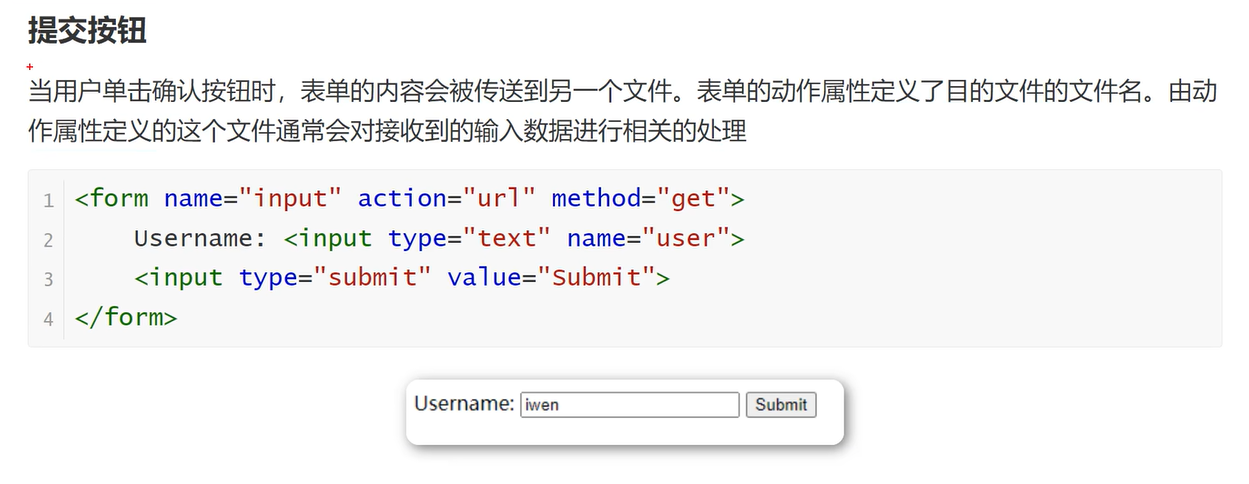 提交按钮
当用户单击确认按钮时，表单的内容会被传送到另一个文件。表单的动作属性定义了目的文件的文件名。由动
作属性定义的这个文件通常会对接收到的输入数据进行相关的处理
1 <form name="input" action="url" method="get">
2     Username: <input type="text" name="user">
3     <input type="submit" value="Submit">
4 </form>
Username: iwen Submit